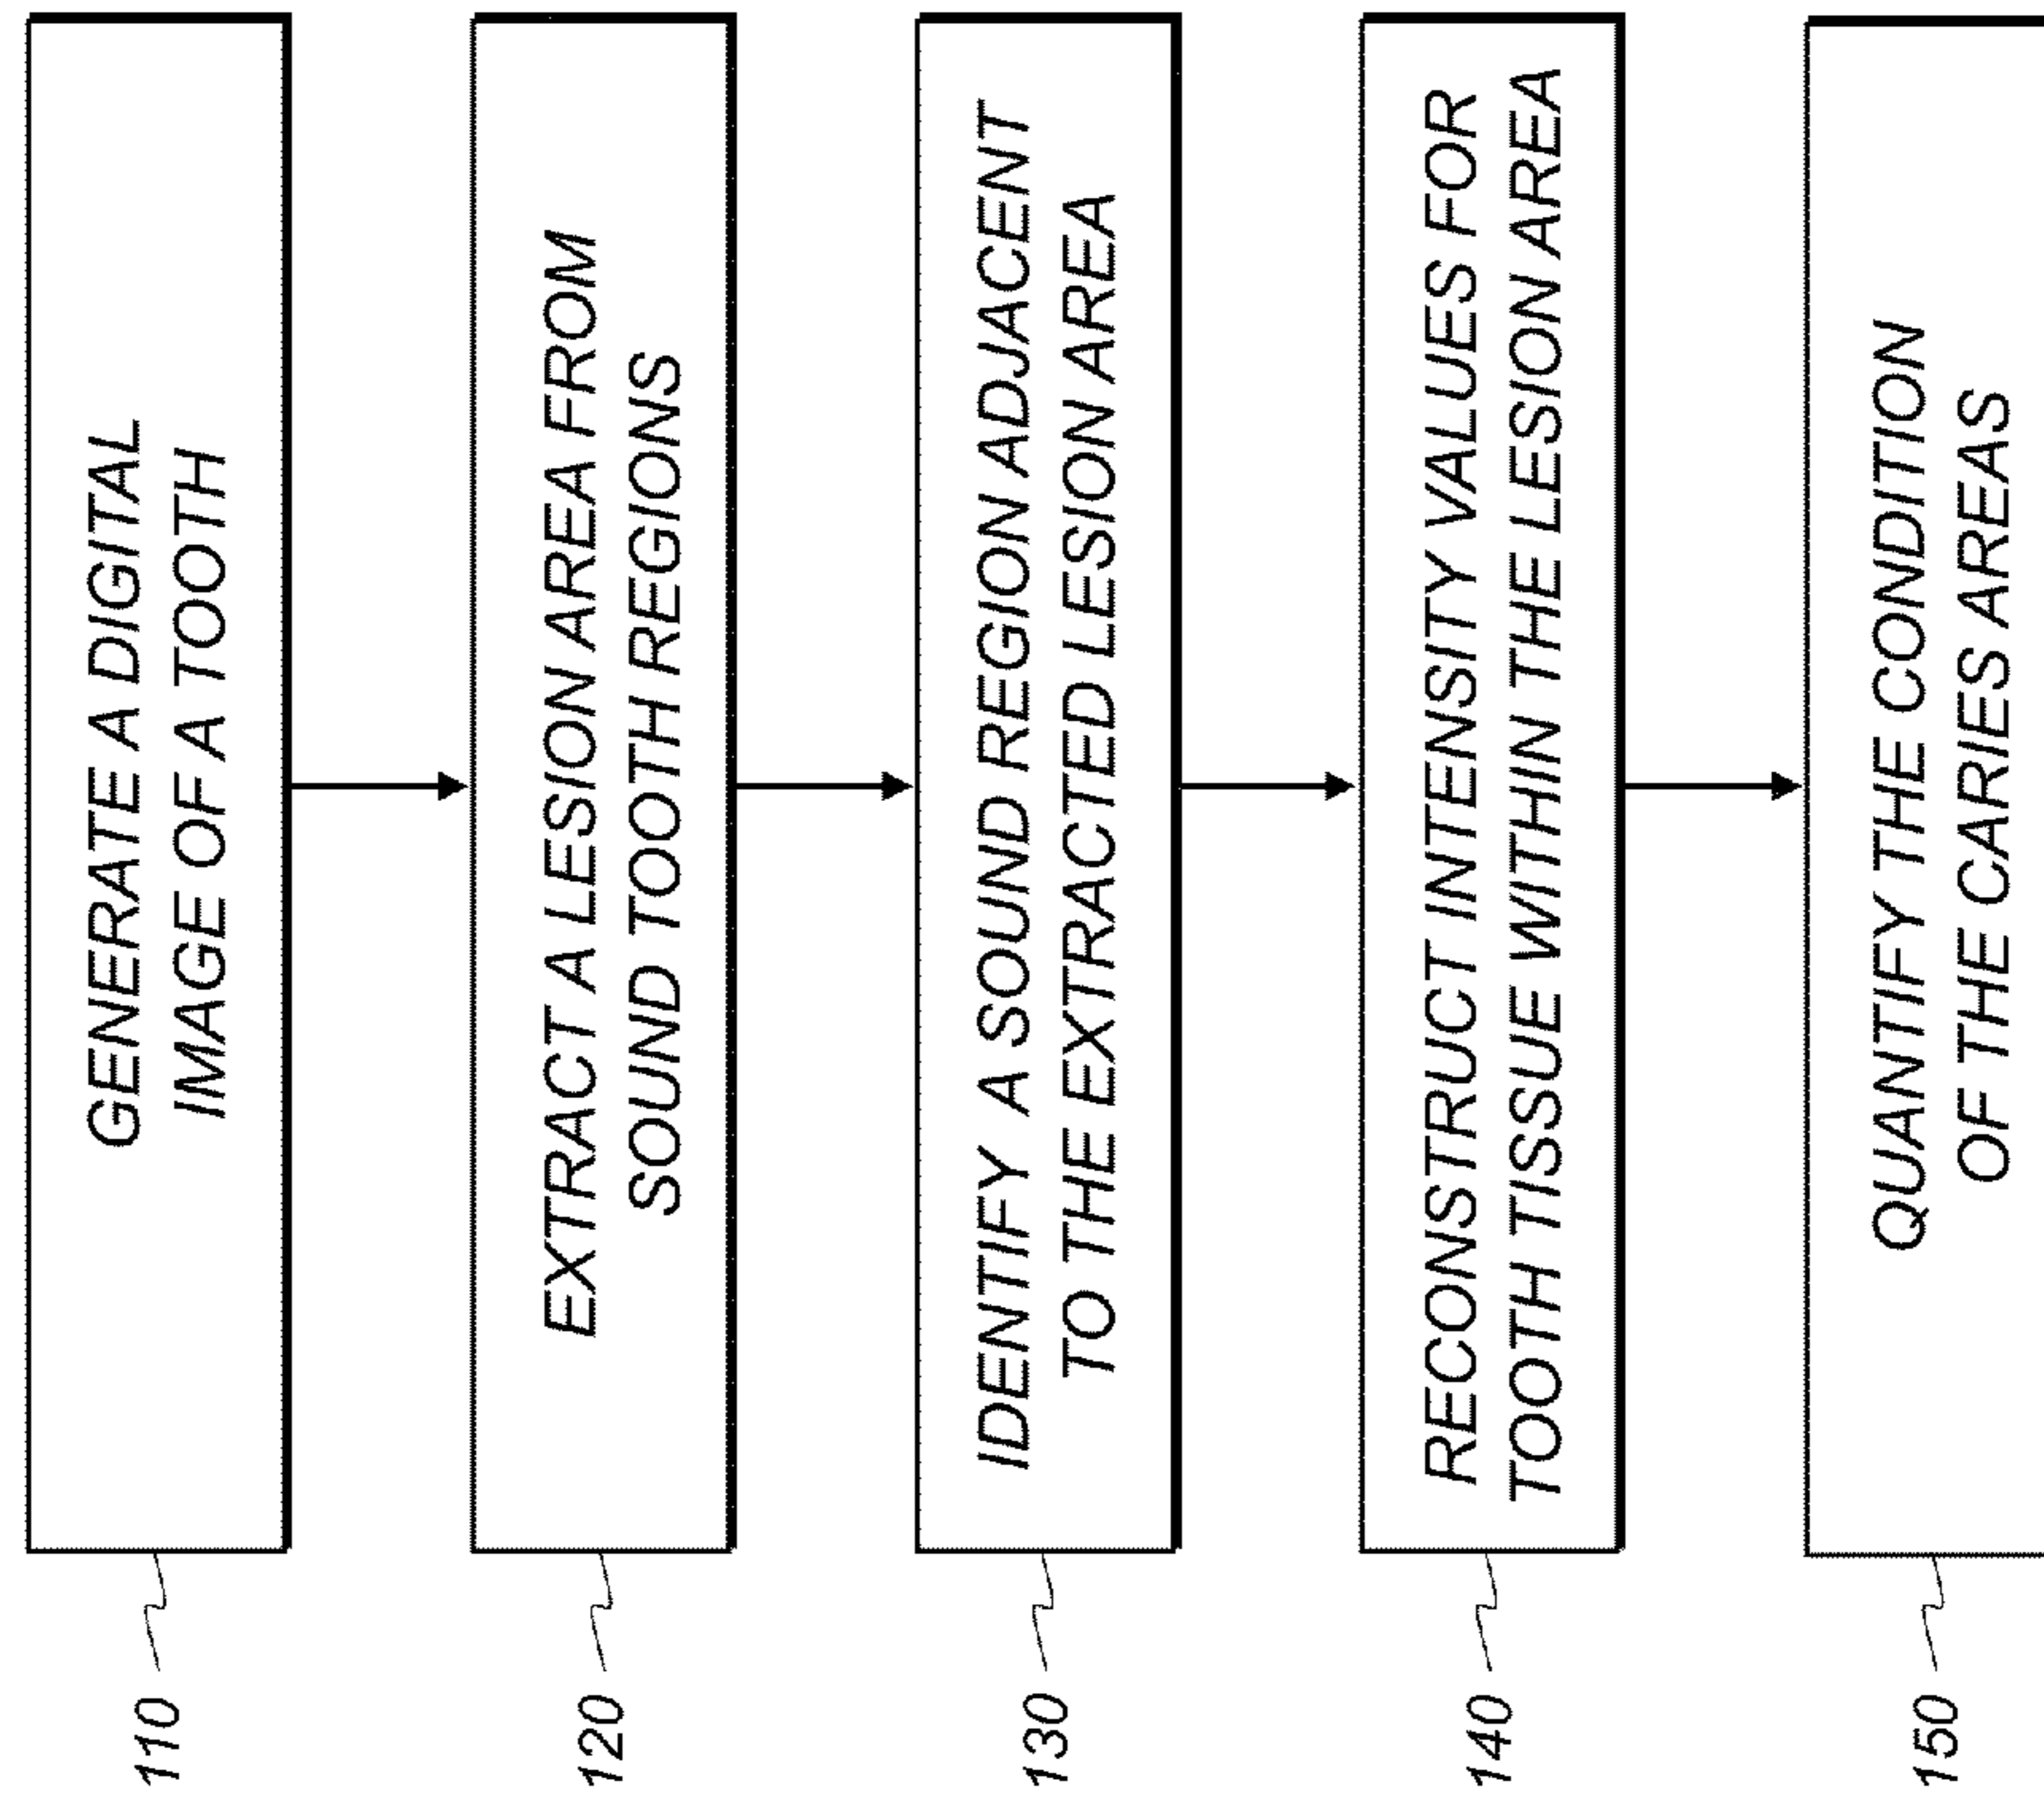 110
GENERATE A DIGITAL
IMAGE OF A TOOTH
120
EXTRACT A LESION AREA FROM
SOUND TOOTH REGIONS
130
IDENTIFY A SOUND REGION ADJACENT
TO THE EXTRACTED LESION AREA
140
RECONSTRUCT INTENSITY VALUES FOR
TOOTH TISSUE WITHIN THE LESION AREA
150
QUANTIFY THE CONDITION
OF THE CARIES AREAS